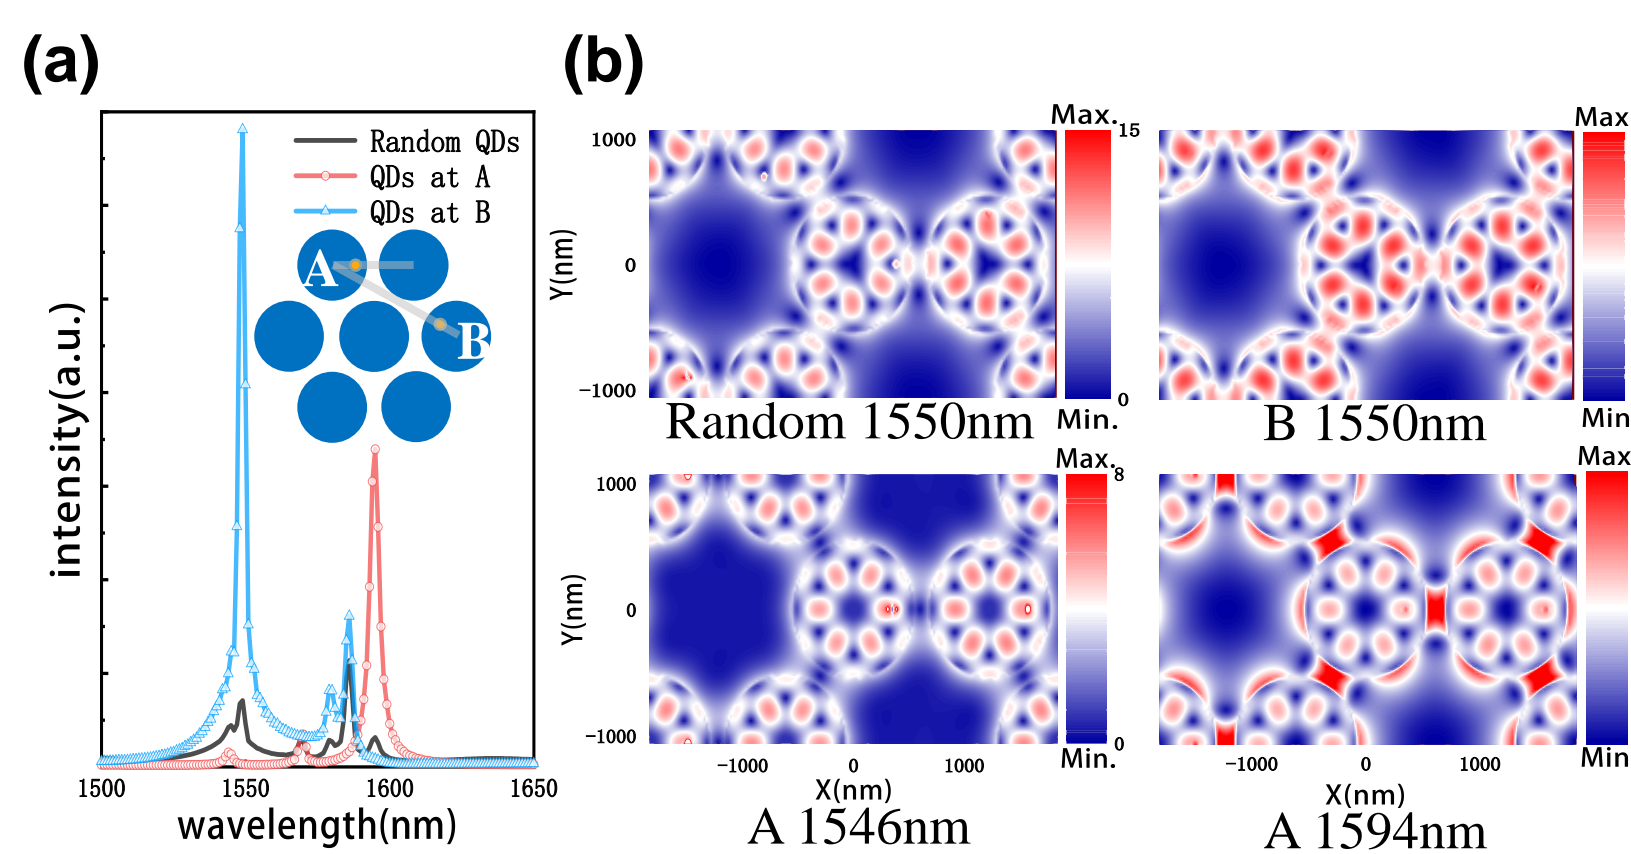 (a)
Random QDs
QDs at A
QDs at B
A
B
intensity(a.u.)
1500 1550 1600 1650
wavelength(nm)
(b)
Max.
15
1000
0
−1000
Y(nm)
0
Min.
Random 1550nm
Max
Min
B 1550nm
Max.
8
1000
0
−1000
Y(nm)
0
Min.
−1000 0 1000
X(nm)
A 1546nm
Max
Min
−1000 0 1000
X(nm)
A 1594nm